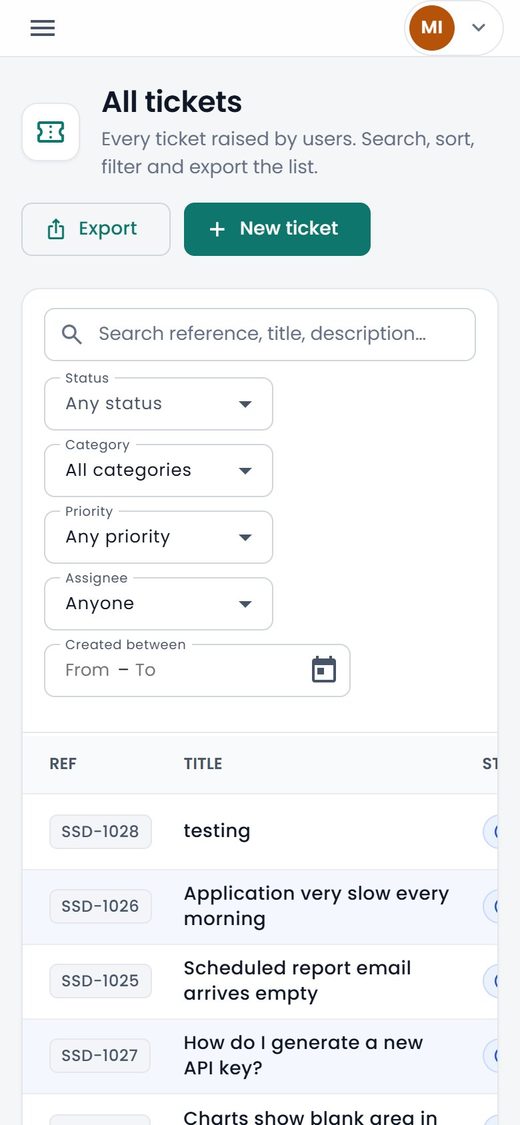 MI
All tickets
Every ticket raised by users. Search, sort,
filter and export the list.
Export
New ticket
Search reference, title, description...
Status
Any status
Category
All categories
Priority
Any priority
Assignee
Anyone
Created between
From – To
REF TITLE ST
SSD-1028 testing
SSD-1026 Application very slow every
morning
SSD-1025 Scheduled report email
arrives empty
SSD-1027 How do I generate a new
API key?
Charts show blank area in